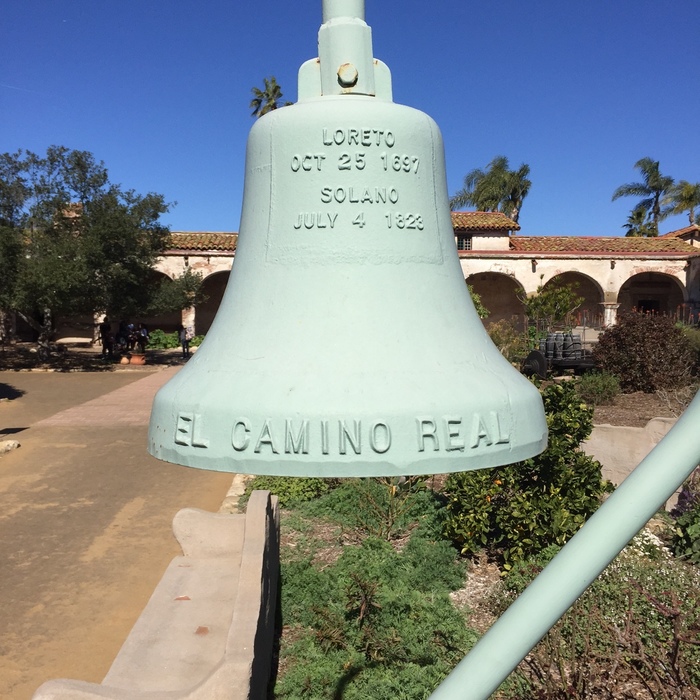 LORETO
OCT 25 1697
SOLANO
JULY 4 1823
EL CAMINO REAL